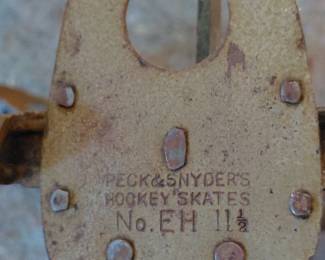 PECK & SNYDER'S
HOCKEY SKATES
No. EH 11½